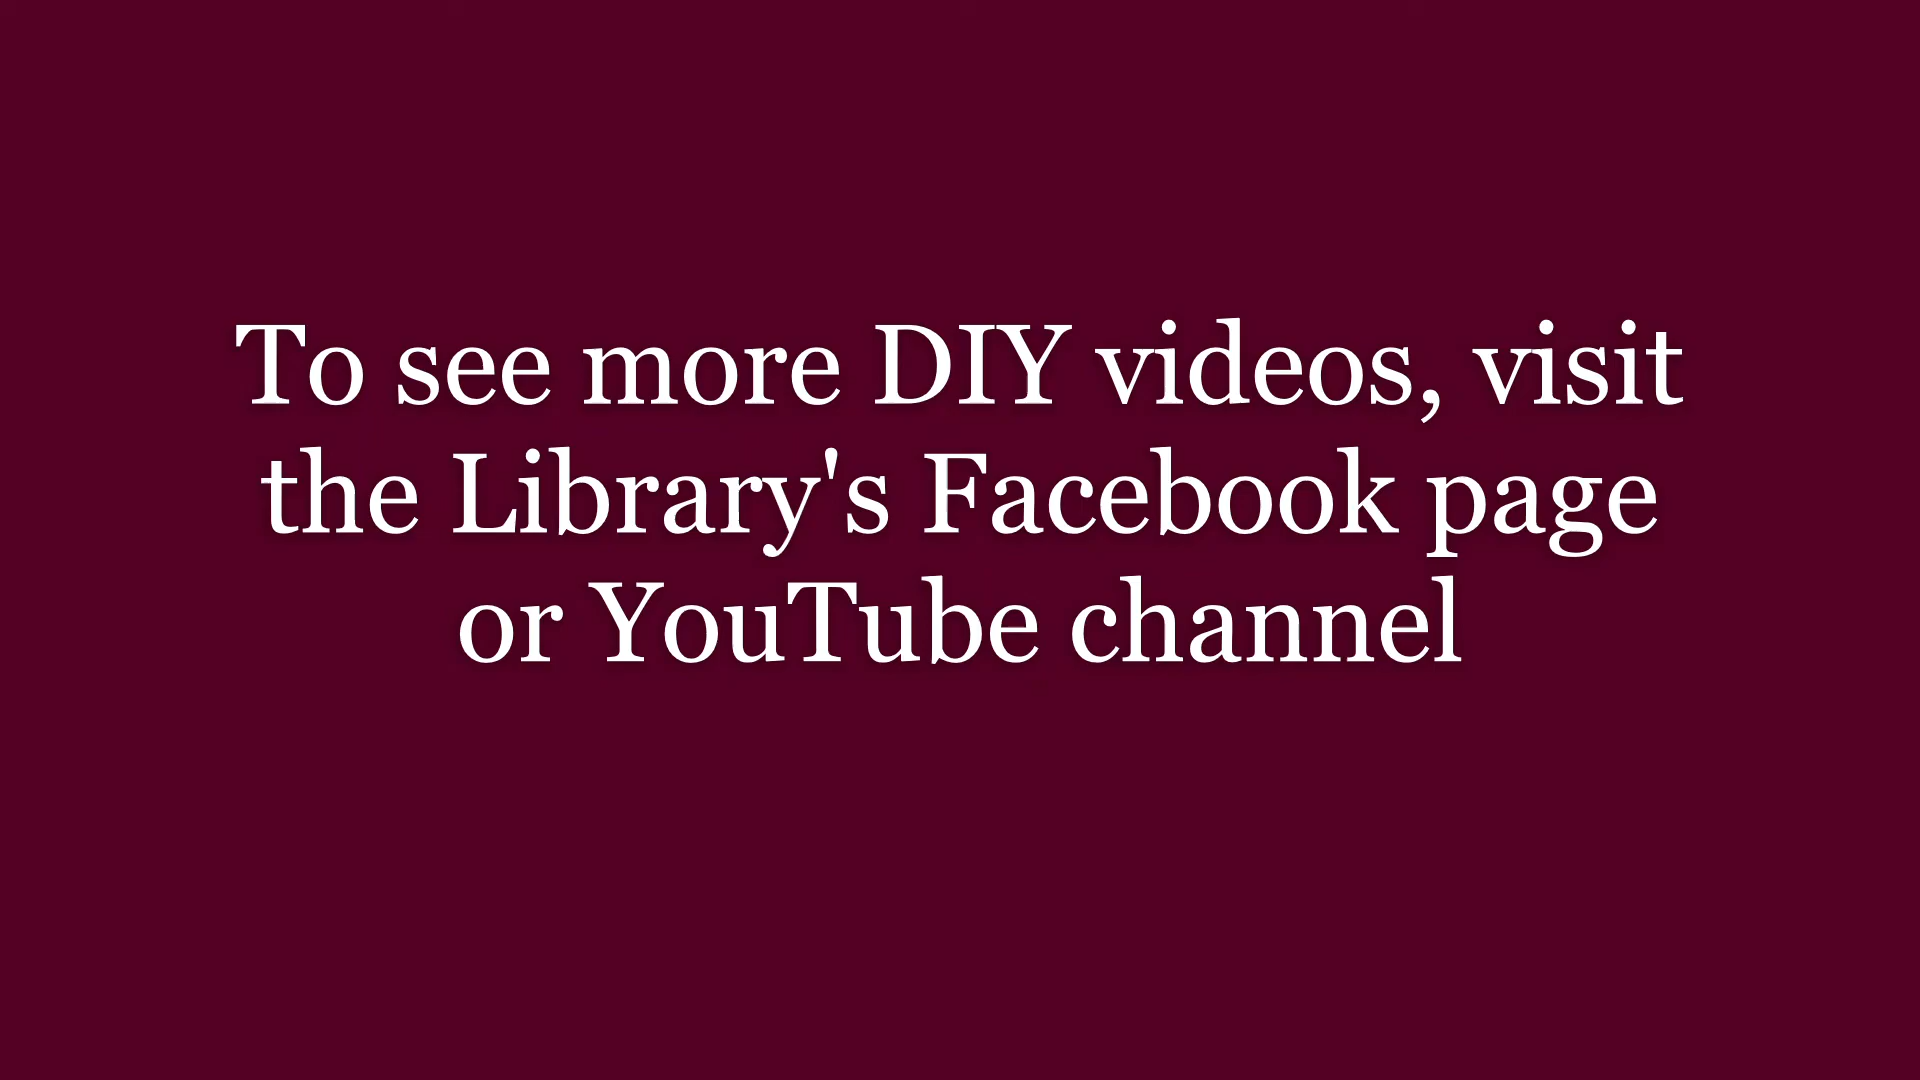 To see more DIY videos, visit
the Library's Facebook page
or YouTube channel